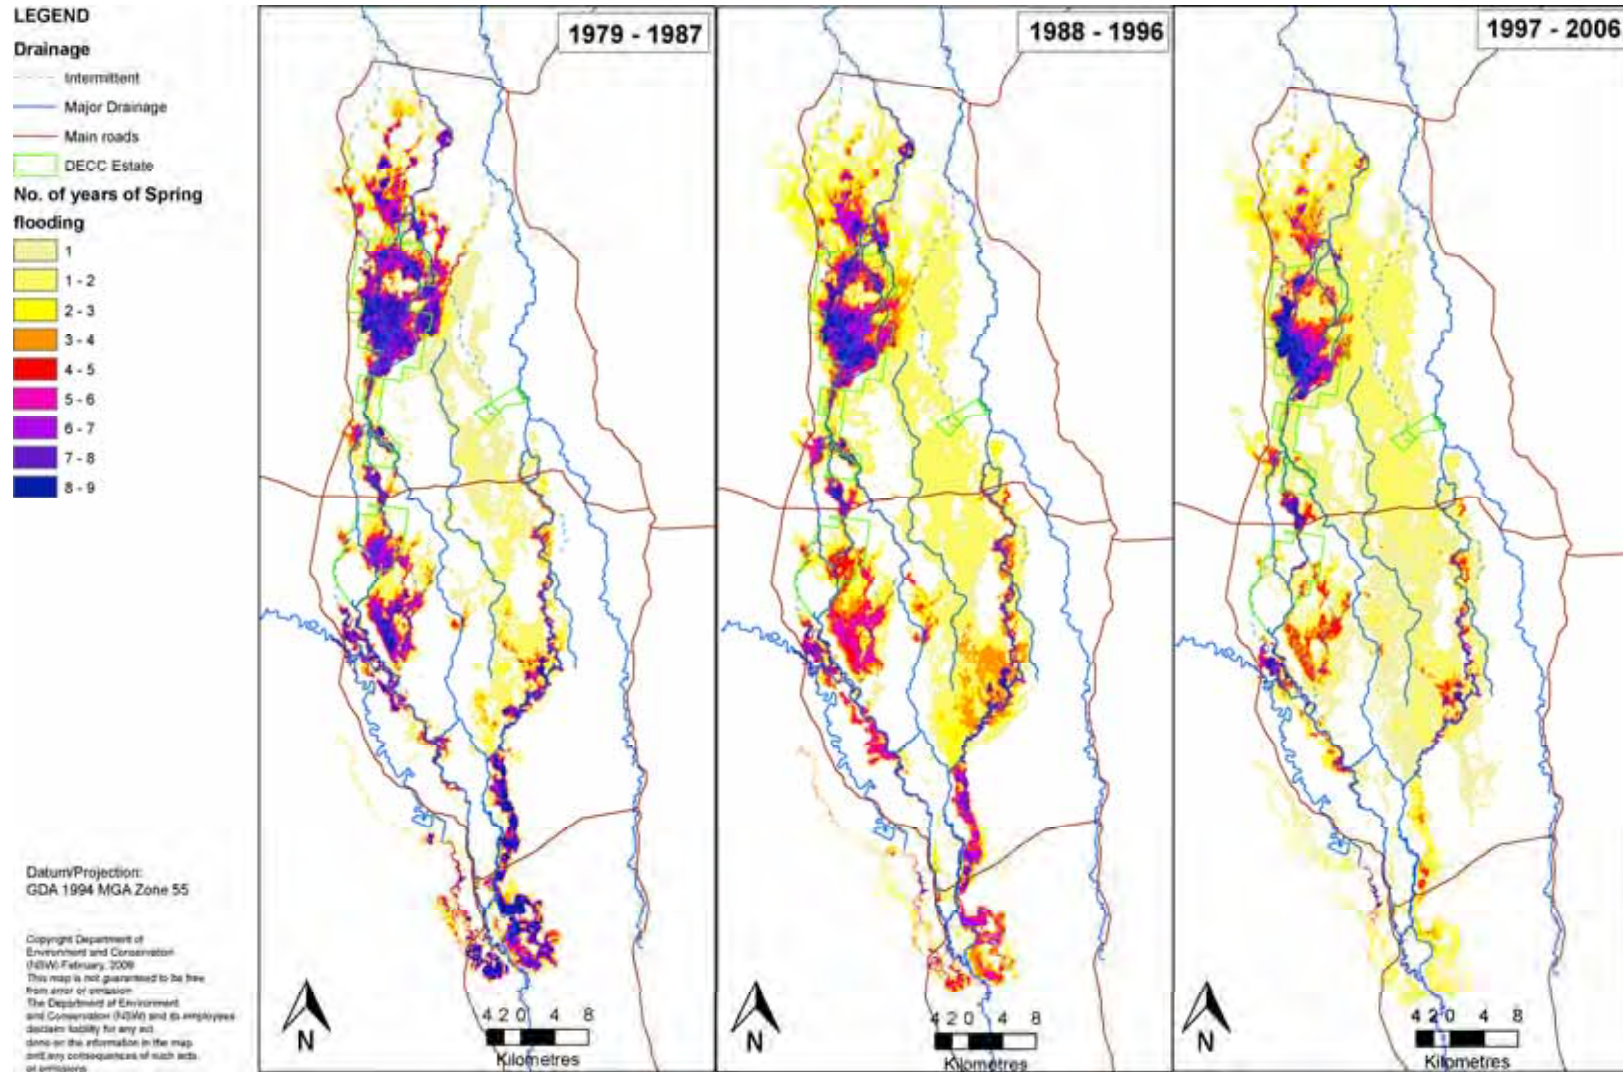 LEGEND
Drainage
Intermittent
Major Drainage
Main roads
DECC Estate
No. of years of Spring
flooding
1
1 - 2
2 - 3
3 - 4
4 - 5
5 - 6
6 - 7
7 - 8
8 - 9
Datum/Projection:
GDA 1994 MGA Zone 55
Copyright Department of
Environment and Conservation
(NSW) February, 2009
This map is not guaranteed to be free
from error or omission
The Department of Environment
and Conservation (NSW) and its employees
disclaim liability for any act
done on the information in the map
and any consequences of such acts
or omissions
1979 - 1987
N
4 2 0 4 8
Kilometres
1988 - 1996
N
4 2 0 4 8
Kilometres
1997 - 2006
N
4 2 0 4 8
Kilometres